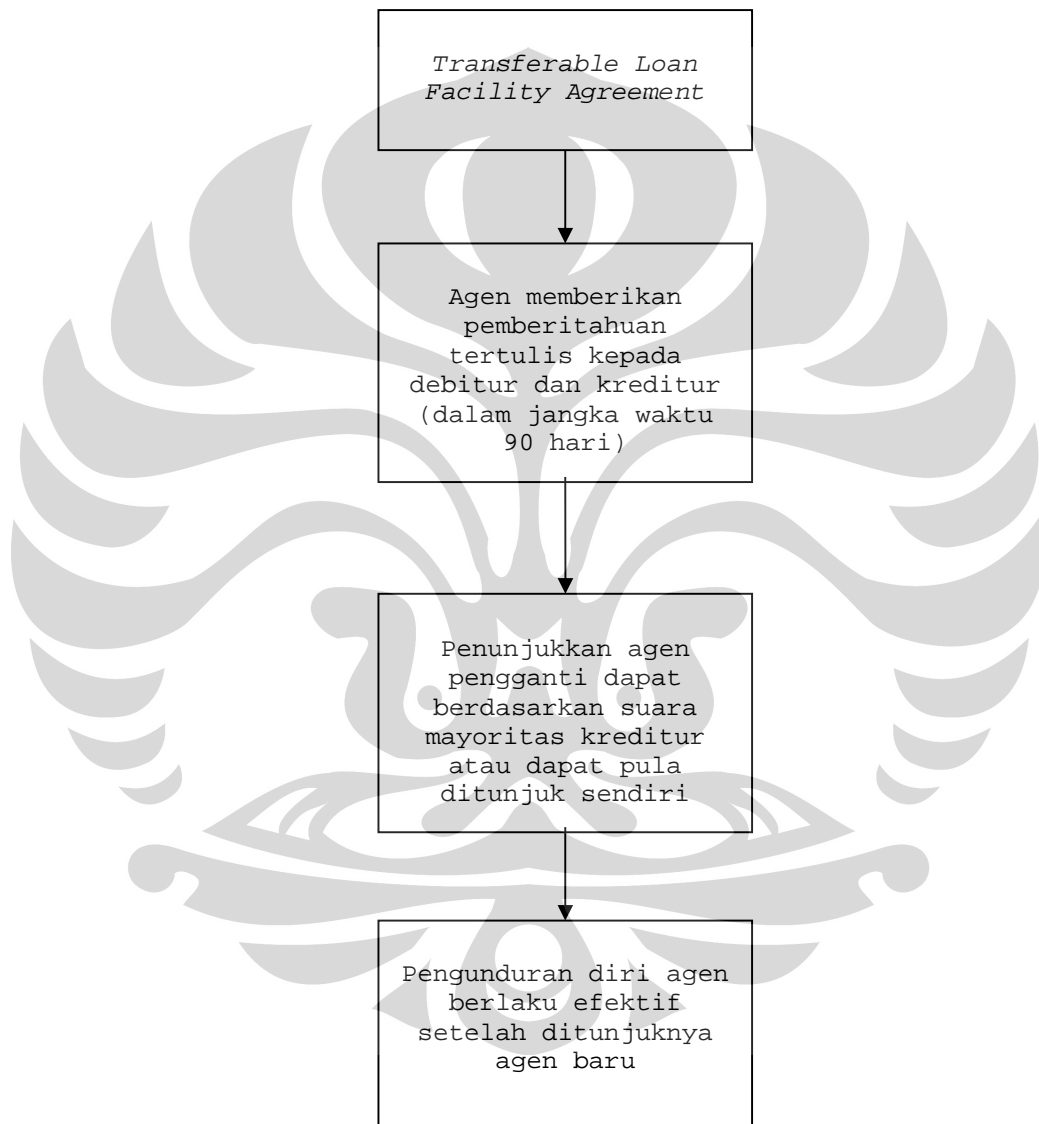 Transferable Loan
Facility Agreement
Agen memberikan
pemberitahuan
tertulis kepada
debitur dan kreditur
(dalam jangka waktu
90 hari)
Penunjukkan agen
pengganti dapat
berdasarkan suara
mayoritas kreditur
atau dapat pula
ditunjuk sendiri
Pengunduran diri agen
berlaku efektif
setelah ditunjuknya
agen baru